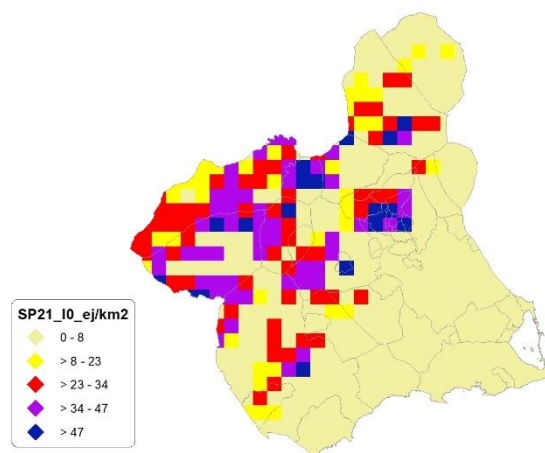 SP21_I0_ej/km2
0 - 8
> 8 - 23
> 23 - 34
> 34 - 47
> 47